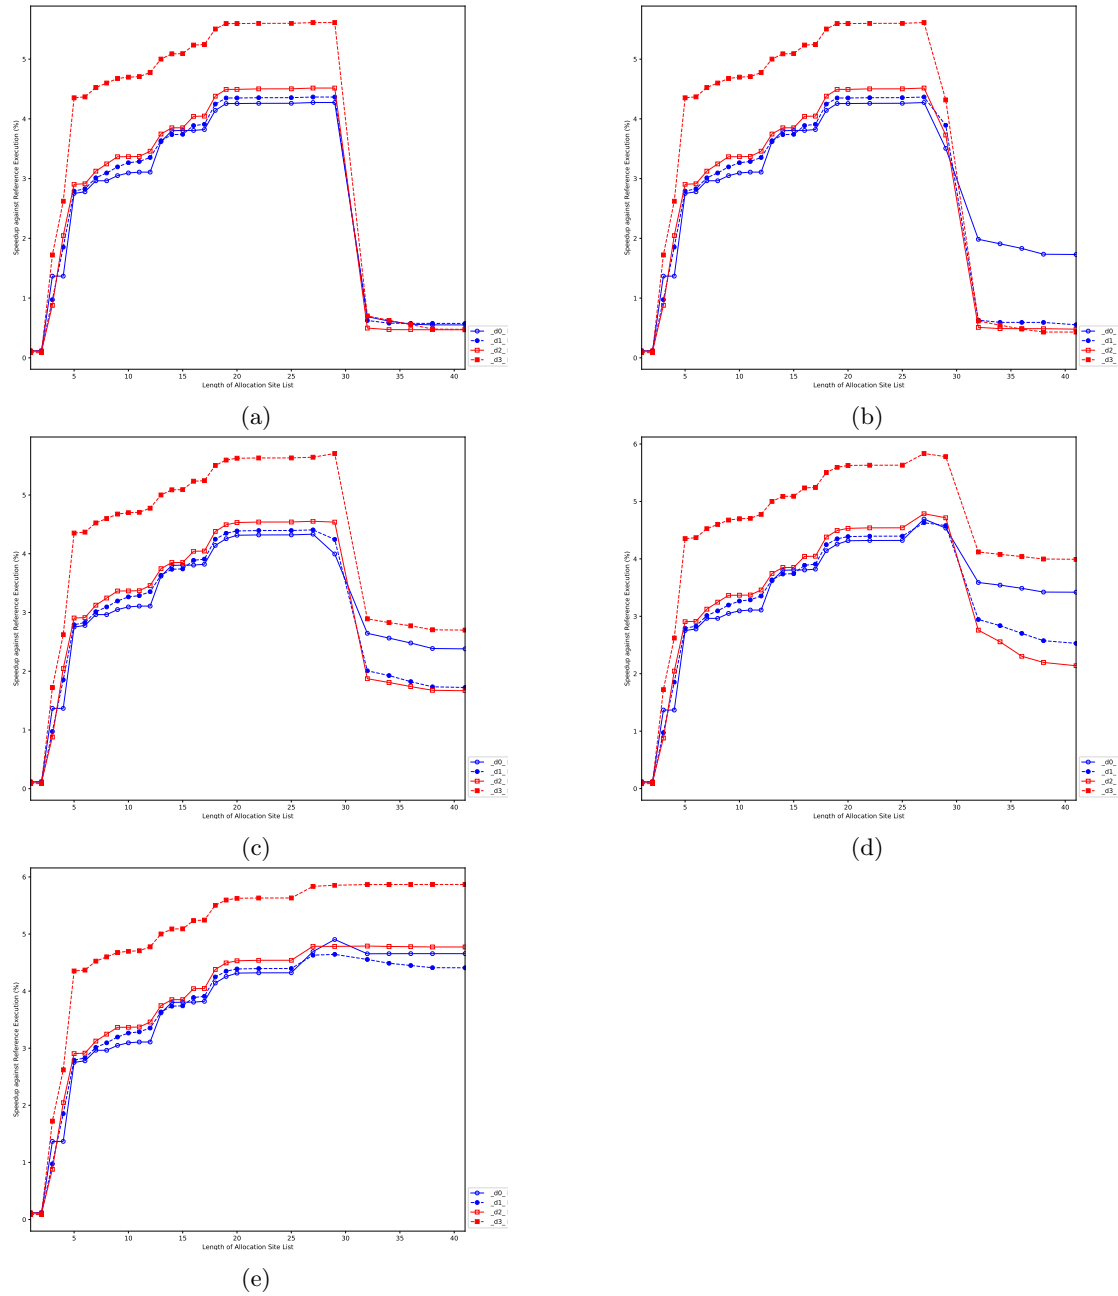 Speedup against Reference Execution (%)
5
4
3
2
1
0
5 10 15 20 25 30 35 40
Length of Allocation Site List
_d0_
_d1_
_d2_
_d3_
(a)
Speedup against Reference Execution (%)
5
4
3
2
1
0
5 10 15 20 25 30 35 40
Length of Allocation Site List
_d0_
_d1_
_d2_
_d3_
(b)
Speedup against Reference Execution (%)
5
4
3
2
1
0
5 10 15 20 25 30 35 40
Length of Allocation Site List
_d0_
_d1_
_d2_
_d3_
(c)
Speedup against Reference Execution (%)
6
5
4
3
2
1
0
5 10 15 20 25 30 35 40
Length of Allocation Site List
_d0_
_d1_
_d2_
_d3_
(d)
Speedup against Reference Execution (%)
6
5
4
3
2
1
0
5 10 15 20 25 30 35 40
Length of Allocation Site List
_d0_
_d1_
_d2_
_d3_
(e)